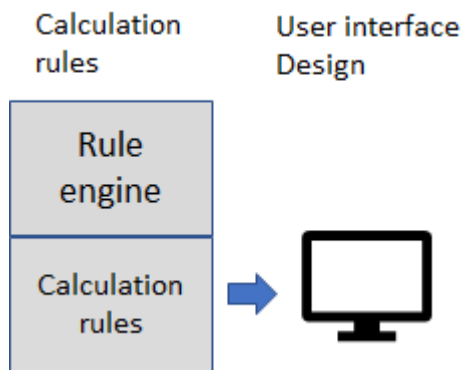 Calculation
rules
User interface
Design
Rule
engine
Calculation
rules